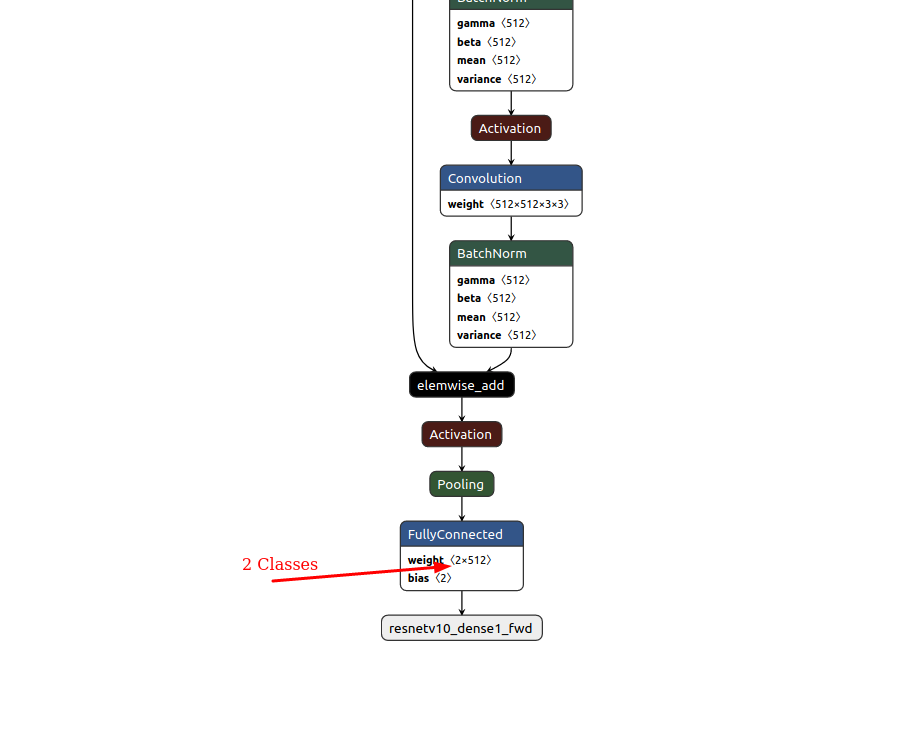 BatchNorm
gamma 〈512〉
beta 〈512〉
mean 〈512〉
variance 〈512〉
Activation
Convolution
weight 〈512×512×3×3〉
BatchNorm
gamma 〈512〉
beta 〈512〉
mean 〈512〉
variance 〈512〉
elemwise_add
Activation
Pooling
FullyConnected
2 Classes
weight 〈2×512〉
bias 〈2〉
resnetv10_dense1_fwd